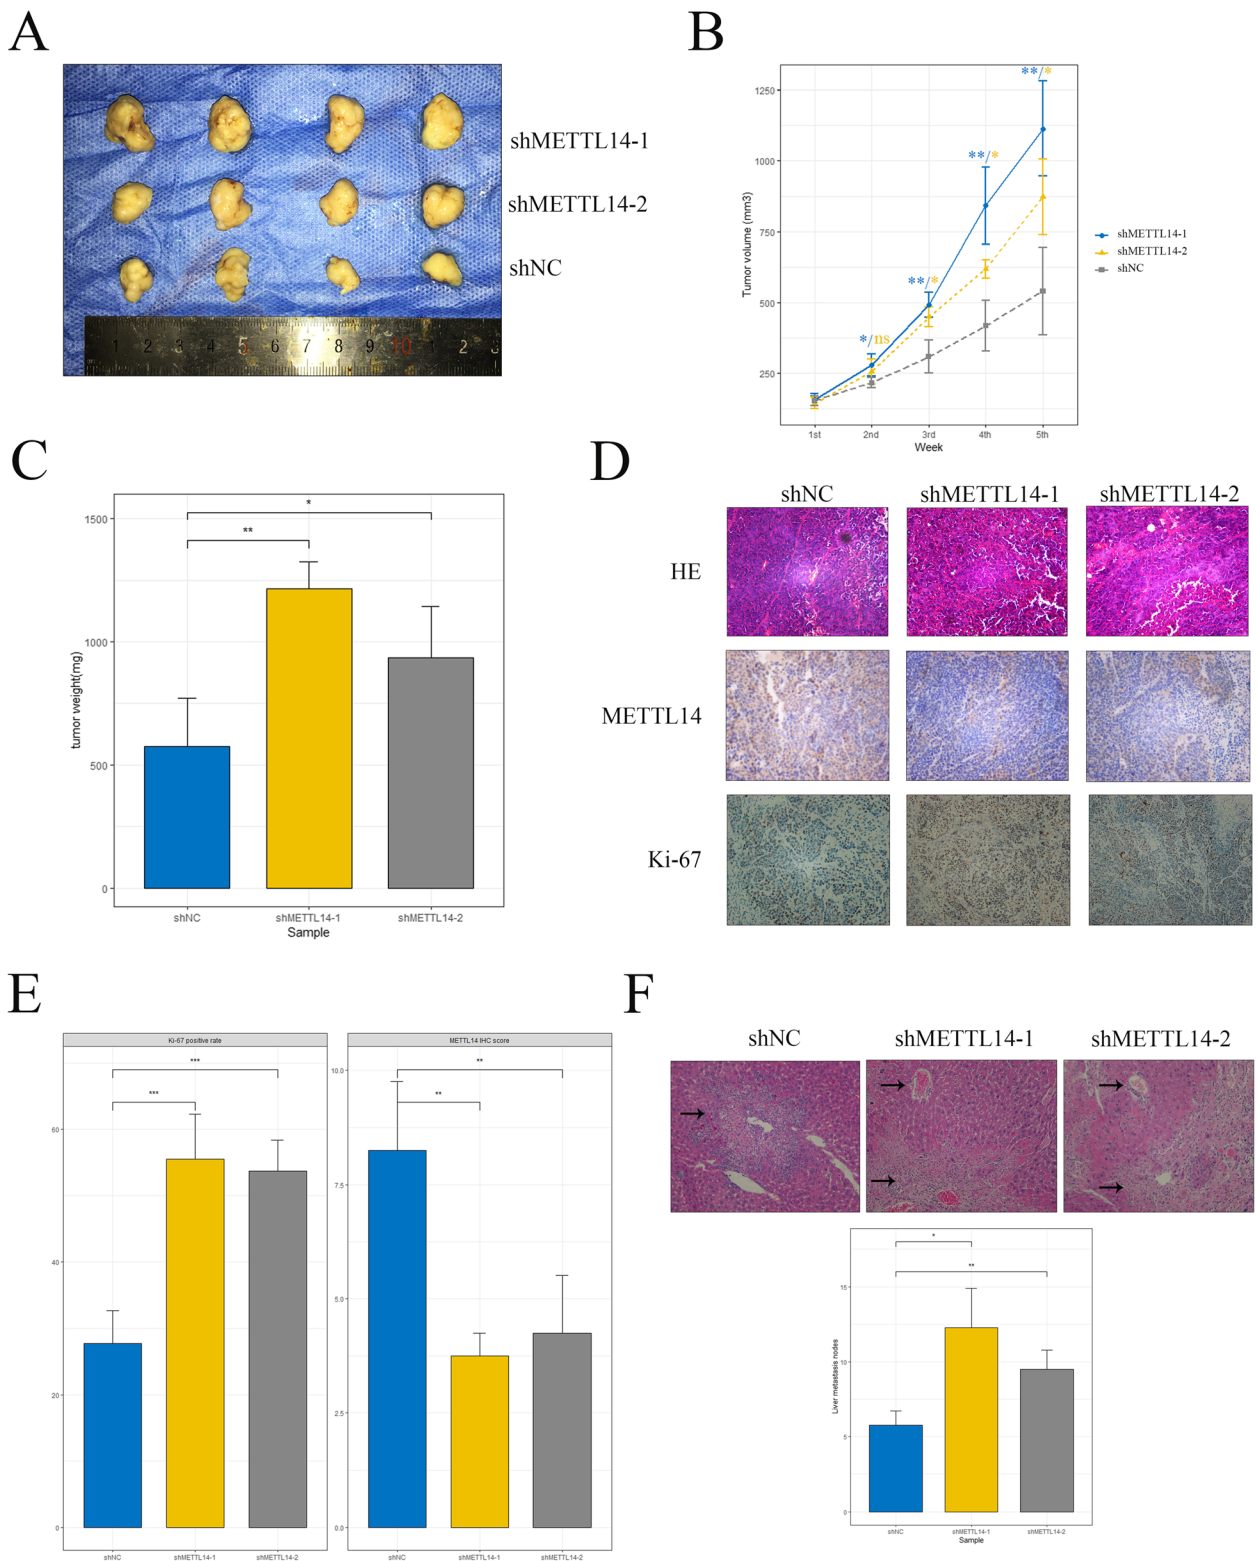 A
shMETTL14-1
shMETTL14-2
shNC
1 2 3 4 5 6 7 8 9 10 1 2 3
B
Tumor volume (mm3)
1250
1000
750
500
250
*/ns
**/*
**/*
**/*
1st 2nd 3rd 4th 5th
Week
shMETTL14-1
shMETTL14-2
shNC
C
tumor weight(mg)
1500
1000
500
0
*
**
shNC shMETTL14-1 shMETTL14-2
Sample
D
shNC shMETTL14-1 shMETTL14-2
HE
METTL14
Ki-67
E
Ki-67 positive rate
***
***
60
40
20
0
shNC shMETTL14-1 shMETTL14-2
METTL14 IHC score
**
**
10.0
7.5
5.0
2.5
0.0
shNC shMETTL14-1 shMETTL14-2
F
shNC shMETTL14-1 shMETTL14-2
Liver metastasis nodes
*
**
15
10
5
0
shNC shMETTL14-1 shMETTL14-2
Sample